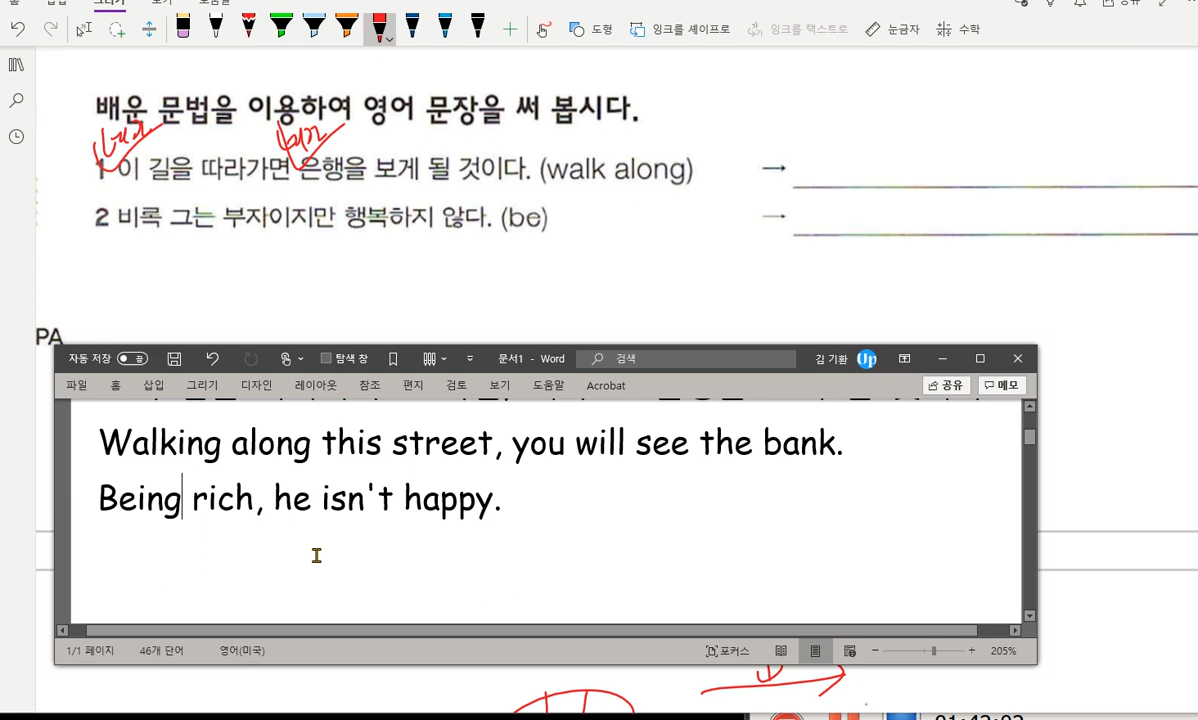 도형
잉크를 셰이프로
잉크를 텍스트로
눈금자
수학
배운 문법을 이용하여 영어 문장을 써 봅시다.
1 이 길을 따라가면 은행을 보게 될 것이다. (walk along) →
2 비록 그는 부자이지만 행복하지 않다. (be) →
PA
자동 저장 끔
탐색 창
문서1 - Word
검색
김 기환
Up
파일 홈 삽입 그리기 디자인 레이아웃 참조 편지 검토 보기 도움말 Acrobat 공유 메모
Walking along this street, you will see the bank.
Being rich, he isn't happy.
1/1 페이지 46개 단어 영어(미국) 포커스 205%